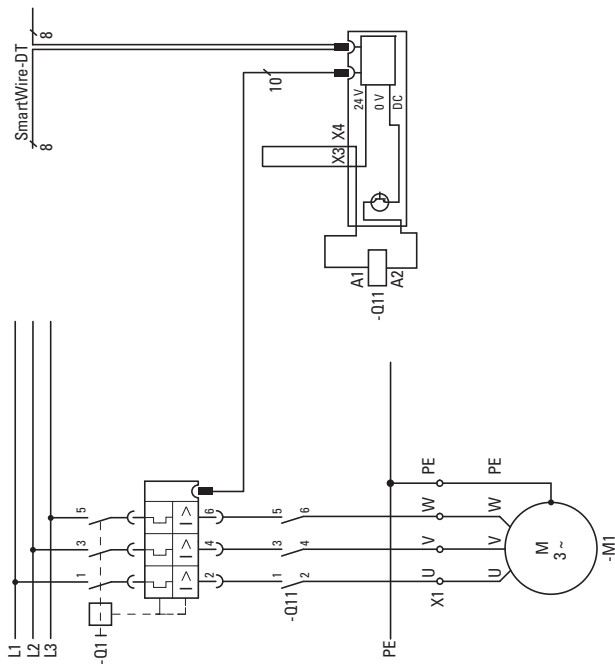 SmartWire-DT
8
8
10
24 V
0 V
DC
X3 X4
A1
A2
-Q11
L1
L2
L3
-Q1
1 3 5
I> I> I>
2 4 6
-Q11
1 3 5
2 4 6
PE
X1
U V W PE
U V W PE
M
3 ~
-M1